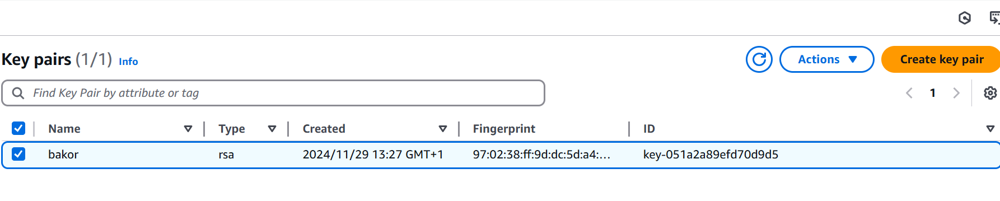 Key pairs (1/1) Info Actions Create key pair
Find Key Pair by attribute or tag 1
Name Type Created Fingerprint ID
bakor rsa 2024/11/29 13:27 GMT+1 97:02:38:ff:9d:dc:5d:a4:... key-051a2a89efd70d9d5